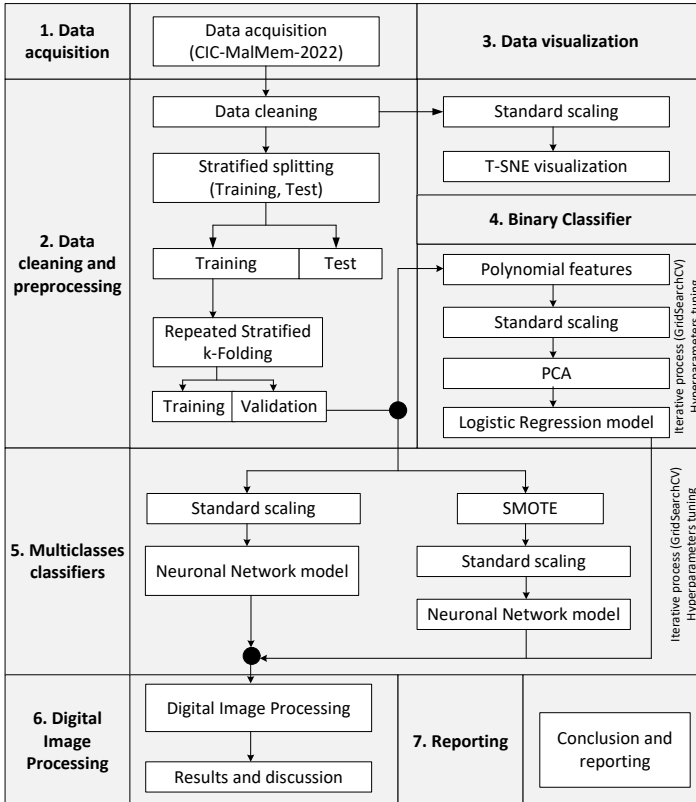 1. Data
acquisition
Data acquisition
(CIC-MalMem-2022)
3. Data visualization
2. Data
cleaning and
preprocessing
Data cleaning
Stratified splitting
(Training, Test)
Training
Test
Repeated Stratified
k-Folding
Training
Validation
Standard scaling
T-SNE visualization
4. Binary Classifier
Polynomial features
Standard scaling
PCA
Logistic Regression model
Iterative process (GridSearchCV)
Hyperparameters tuning
5. Multiclasses
classifiers
Standard scaling
Neuronal Network model
SMOTE
Standard scaling
Neuronal Network model
Iterative process (GridSearchCV)
Hyperparameters tuning
6. Digital
Image
Processing
Digital Image Processing
Results and discussion
7. Reporting
Conclusion and
reporting